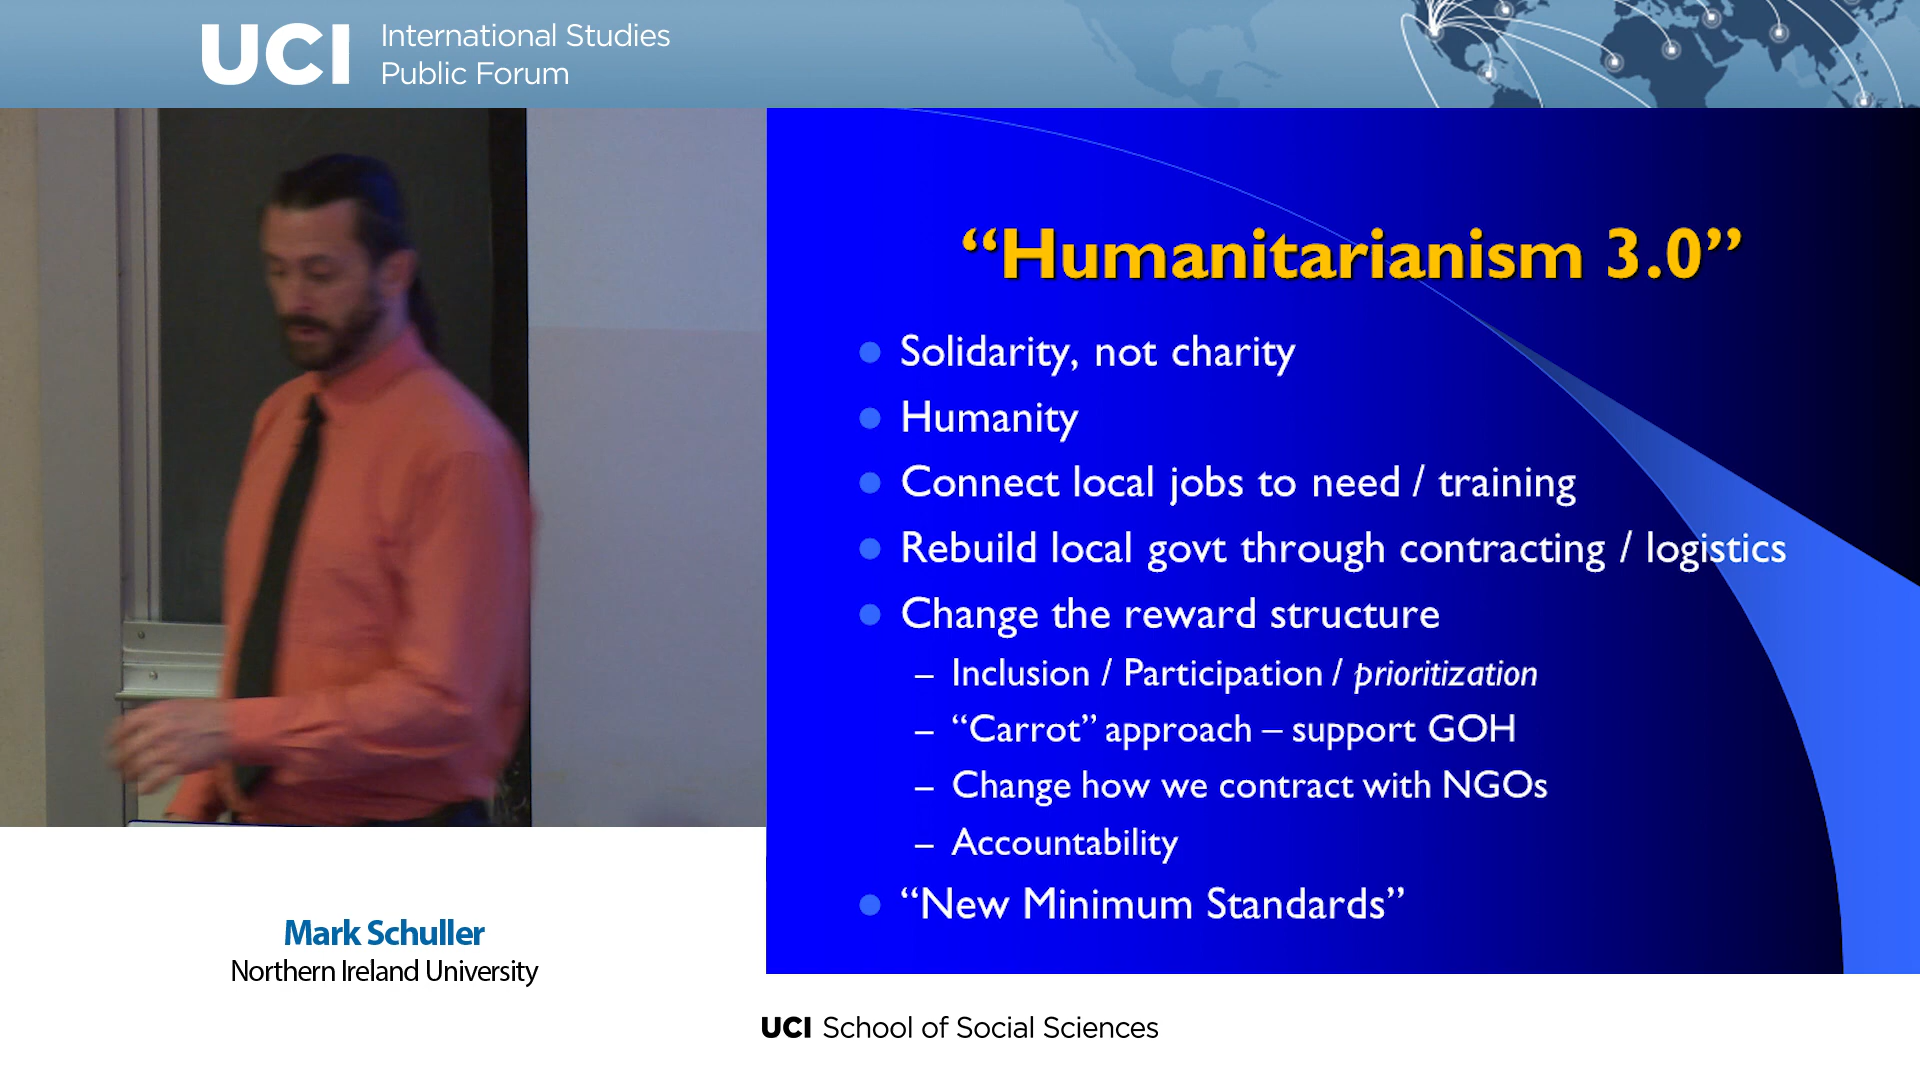 UCI International Studies
Public Forum
“Humanitarianism 3.0”
Solidarity, not charity
Humanity
Connect local jobs to need / training
Rebuild local govt through contracting / logistics
Change the reward structure
– Inclusion / Participation / prioritization
– “Carrot” approach – support GOH
– Change how we contract with NGOs
– Accountability
“New Minimum Standards”
Mark Schuller
Northern Ireland University
UCI School of Social Sciences